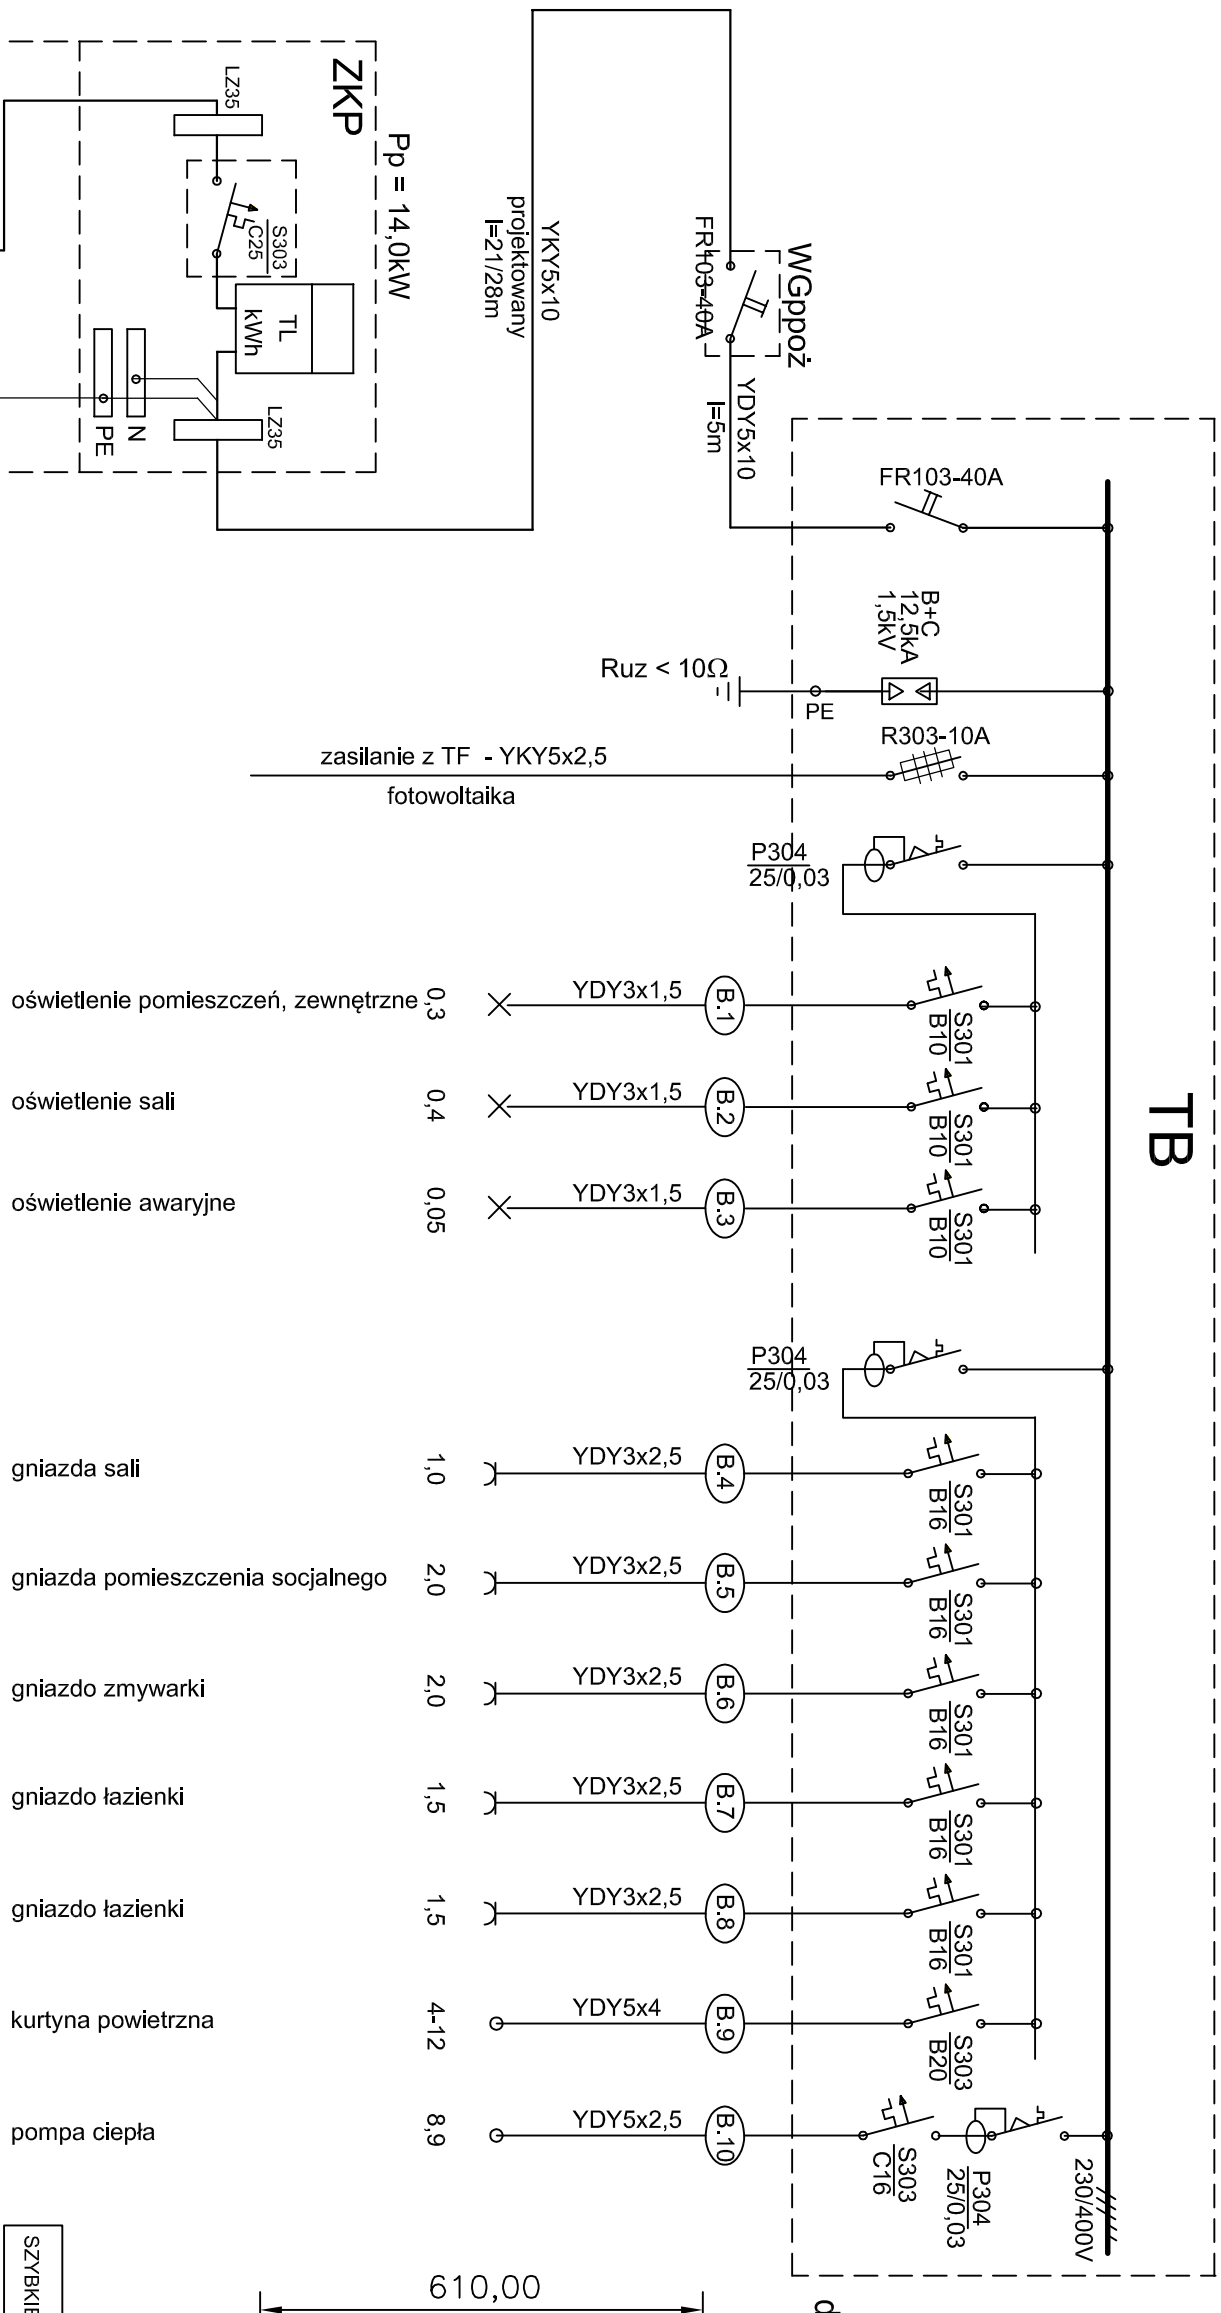 ZKP
Pp = 14,0kW
LZ35
S303
C25
TL
kWh
N
PE
LZ35
YKY5x10
projektowany
l=21/28m
WGppoż
FR103-40A
YDY5x10
l=5m
TB
FR103-40A
B+C
12,5kA
1,5kV
Ruz < 10Ω
PE
R303-10A
zasilanie z TF - YKY5x2,5
fotowoltaika
P304
25/0,03
oświetlenie pomieszczeń, zewnętrzne 0,3 YDY3x1,5 B.1 S301 B10
oświetlenie sali 0,4 YDY3x1,5 B.2 S301 B10
oświetlenie awaryjne 0,05 YDY3x1,5 B.3 S301 B10
P304
25/0,03
gniazda sali 1,0 YDY3x2,5 B.4 S301 B16
gniazda pomieszczenia socjalnego 2,0 YDY3x2,5 B.5 S301 B16
gniazdo zmywarki 2,0 YDY3x2,5 B.6 S301 B16
gniazdo łazienki 1,5 YDY3x2,5 B.7 S301 B16
gniazdo łazienki 1,5 YDY3x2,5 B.8 S301 B16
kurtyna powietrzna 4-12 YDY5x4 B.9 S303 B20
pompa ciepła 8,9 YDY5x2,5 B.10 S303 C16
P304
25/0,03
230/400V
610,00